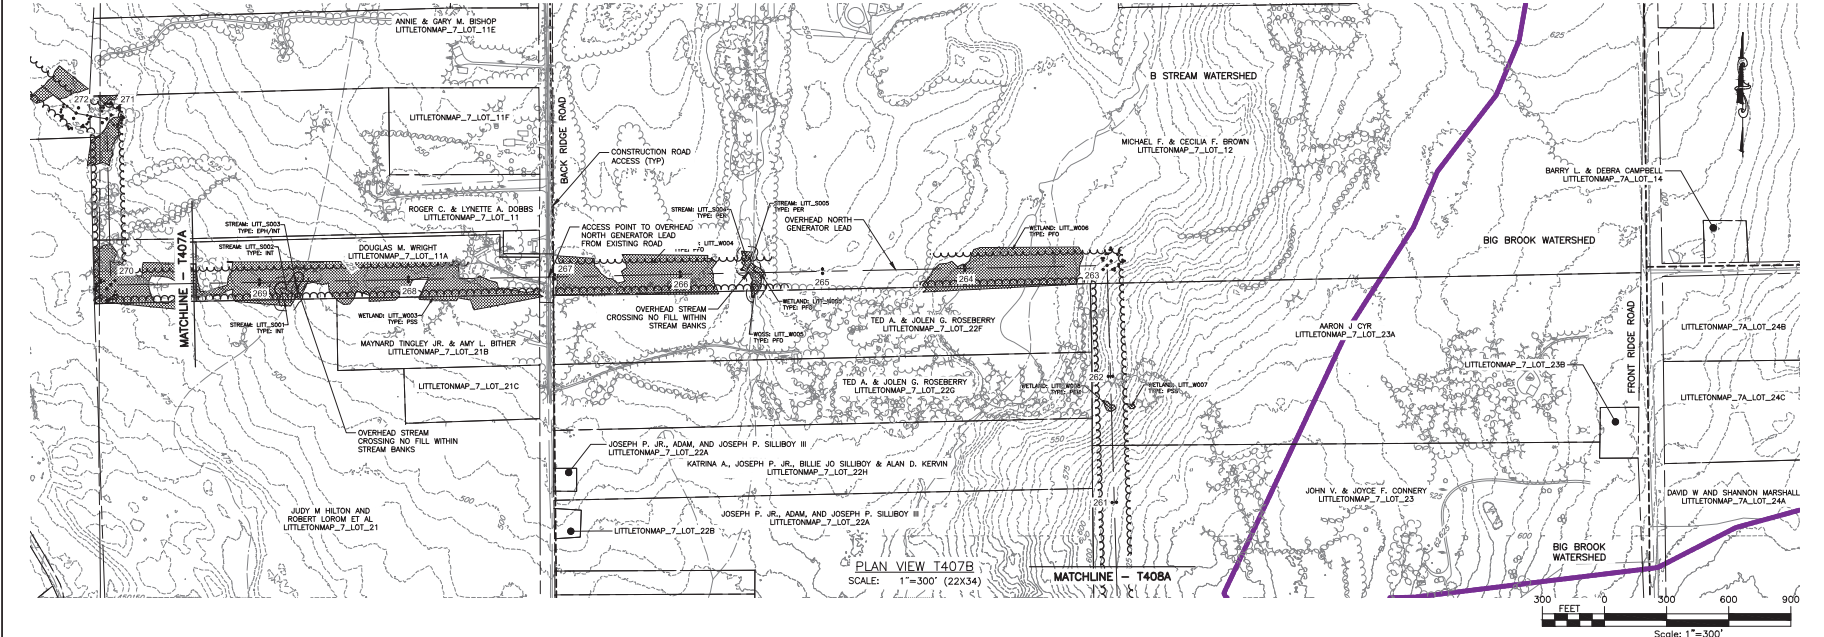 ANNIE & GARY M. BISHOP
LITTLETONMAP_7_LOT_11E
272
271
LITTLETONMAP_7_LOT_11F
BACK RIDGE ROAD
CONSTRUCTION ROAD
ACCESS (TYP)
B STREAM WATERSHED
625
MICHAEL F. & CECILIA F. BROWN
LITTLETONMAP_7_LOT_12
BARRY L. & DEBRA CAMPBELL
LITTLETONMAP_7A_LOT_14
BIG BROOK WATERSHED
ROGER C. & LYNETTE A. DOBBS
LITTLETONMAP_7_LOT_11
STREAM: LITT_S003
TYPE: EPH/INT
STREAM: LITT_S002
TYPE: INT
DOUGLAS M. WRIGHT
LITTLETONMAP_7_LOT_11A
ACCESS POINT TO OVERHEAD
NORTH GENERATOR LEAD
FROM EXISTING ROAD
STREAM: LITT_S004
TYPE: PER
STREAM: LITT_S005
TYPE: PER
OVERHEAD NORTH
GENERATOR LEAD
LITT_W004
WETLAND: LITT_W006
TYPE: PFO
MATCHLINE - T407A
270
269
268
267
266
265
264
263
STREAM: LITT_S001
TYPE: INT
WETLAND: LITT_W003
TYPE: PSS
OVERHEAD STREAM
CROSSING NO FILL WITHIN
STREAM BANKS
WETLAND: LITT_W005
TYPE: PFO
WOSS: LITT_W005
TYPE: PFO
TED A. & JOLEN G. ROSEBERRY
LITTLETONMAP_7_LOT_22F
MAYNARD TINGLEY JR. & AMY L. BITHER
LITTLETONMAP_7_LOT_21B
AARON J CYR
LITTLETONMAP_7_LOT_23A
FRONT RIDGE ROAD
LITTLETONMAP_7A_LOT_24B
LITTLETONMAP_7_LOT_23B
LITTLETONMAP_7_LOT_21C
TED A. & JOLEN G. ROSEBERRY
LITTLETONMAP_7_LOT_22G
262
WETLAND: LITT_W007
TYPE: PSS
LITTLETONMAP_7A_LOT_24C
OVERHEAD STREAM
CROSSING NO FILL WITHIN
STREAM BANKS
JOSEPH P. JR., ADAM, AND JOSEPH P. SILLIBOY III
LITTLETONMAP_7_LOT_22A
KATRINA A., JOSEPH P. JR., BILLIE JO SILLIBOY & ALAN D. KERVIN
LITTLETONMAP_7_LOT_22H
550
500
JOHN V. & JOYCE F. CONNERY
LITTLETONMAP_7_LOT_23
525
DAVID W AND SHANNON MARSHALL
LITTLETONMAP_7A_LOT_24A
261
JUDY M HILTON AND
ROBERT LOROM ET AL
LITTLETONMAP_7_LOT_21
JOSEPH P. JR., ADAM, AND JOSEPH P. SILLIBOY III
LITTLETONMAP_7_LOT_22A
LITTLETONMAP_7_LOT_22B
600
BIG BROOK
WATERSHED
PLAN VIEW T407B
SCALE: 1"=300' (22X34)
MATCHLINE - T408A
300 0 300 600 900
FEET
Scale: 1"=300'